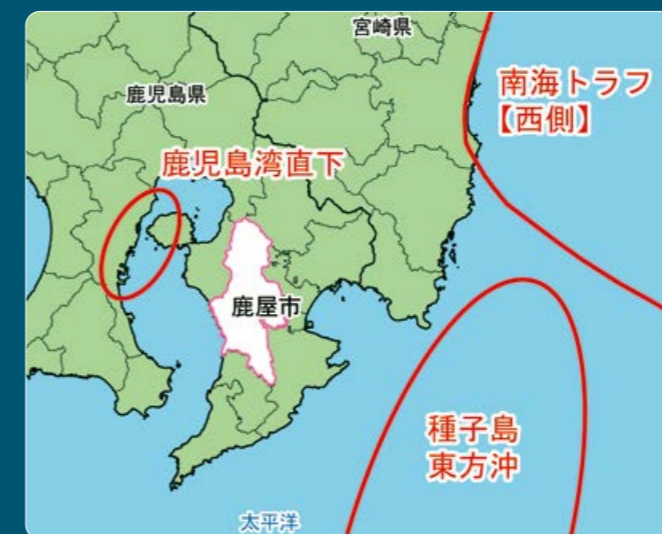 宮崎県
南海トラフ
【西側】
鹿児島県
鹿児島湾直下
鹿屋市
種子島
東方沖
太平洋